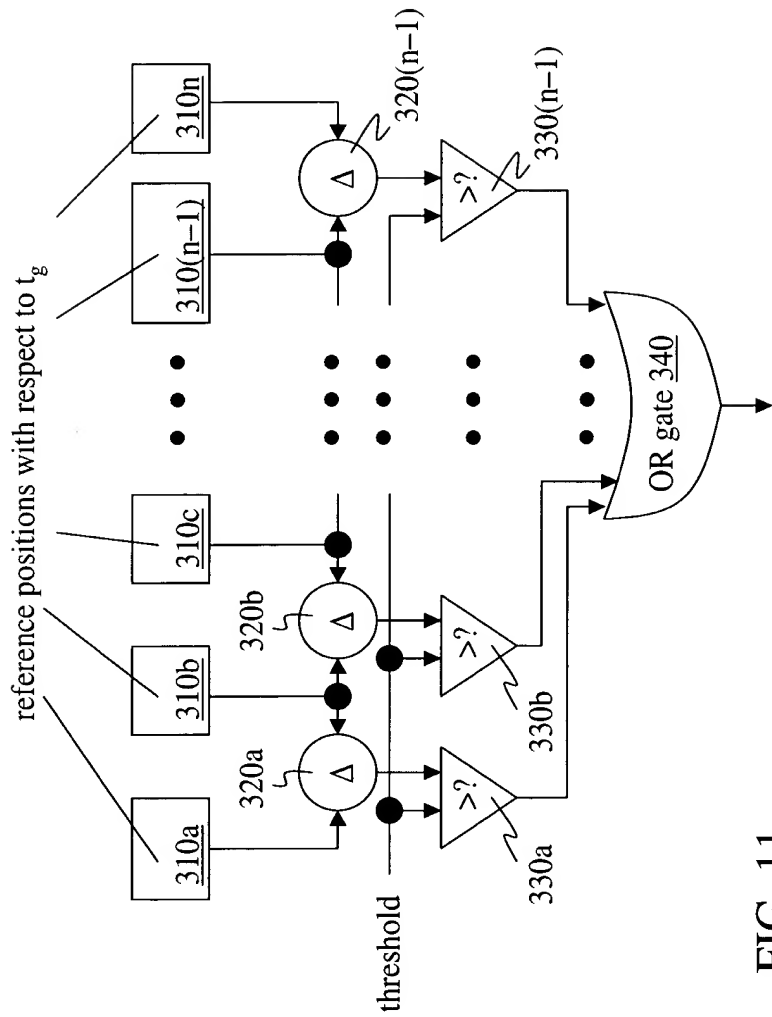 reference positions with respect to tg
310a
310b
310c
310(n−1)
310n
320a
Δ
320b
Δ
Δ
320(n−1)
threshold
>?
330a
>?
330b
>?
330(n−1)
OR gate 340
FIG. 11